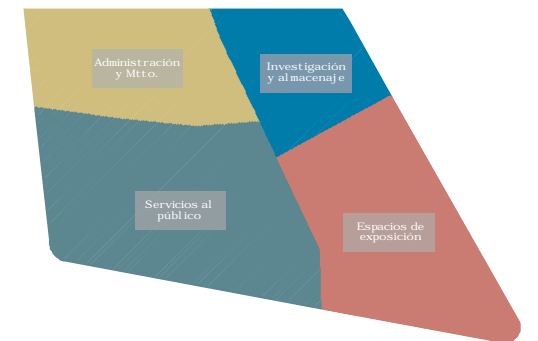 Administración
y Mtto.
Investigación
y almacenaje
Servicios al
público
Espacios de
exposición